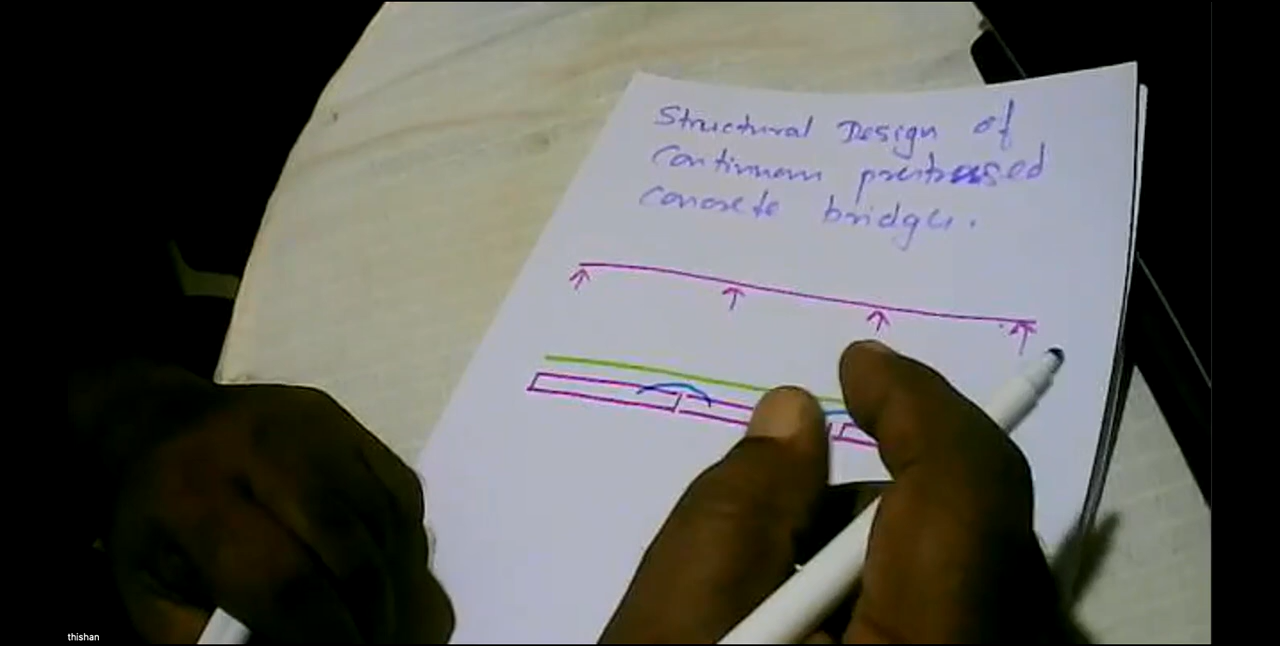 Structural Design of
Continuous prestressed
Concrete bridges.
thishan